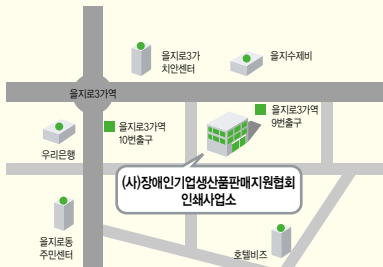 을지로3가
치안센터
을지수제비
을지로3가역
을지로3가역
10번출구
을지로3가역
9번출구
우리은행
(사)장애인기업생산품판매지원협회
인쇄사업소
을지로동
주민센터
호텔비즈